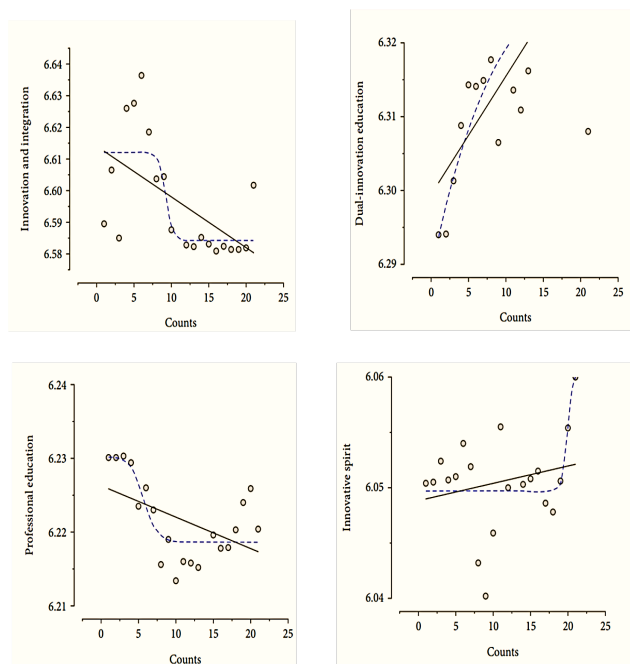 Innovation and integration
6.64
6.63
6.62
6.61
6.60
6.59
6.58
0 5 10 15 20 25
Counts
Dual-innovation education
6.32
6.31
6.30
6.29
0 5 10 15 20 25
Counts
Professional education
6.24
6.23
6.22
6.21
0 5 10 15 20 25
Counts
Innovative spirit
6.06
6.05
6.04
0 5 10 15 20 25
Counts